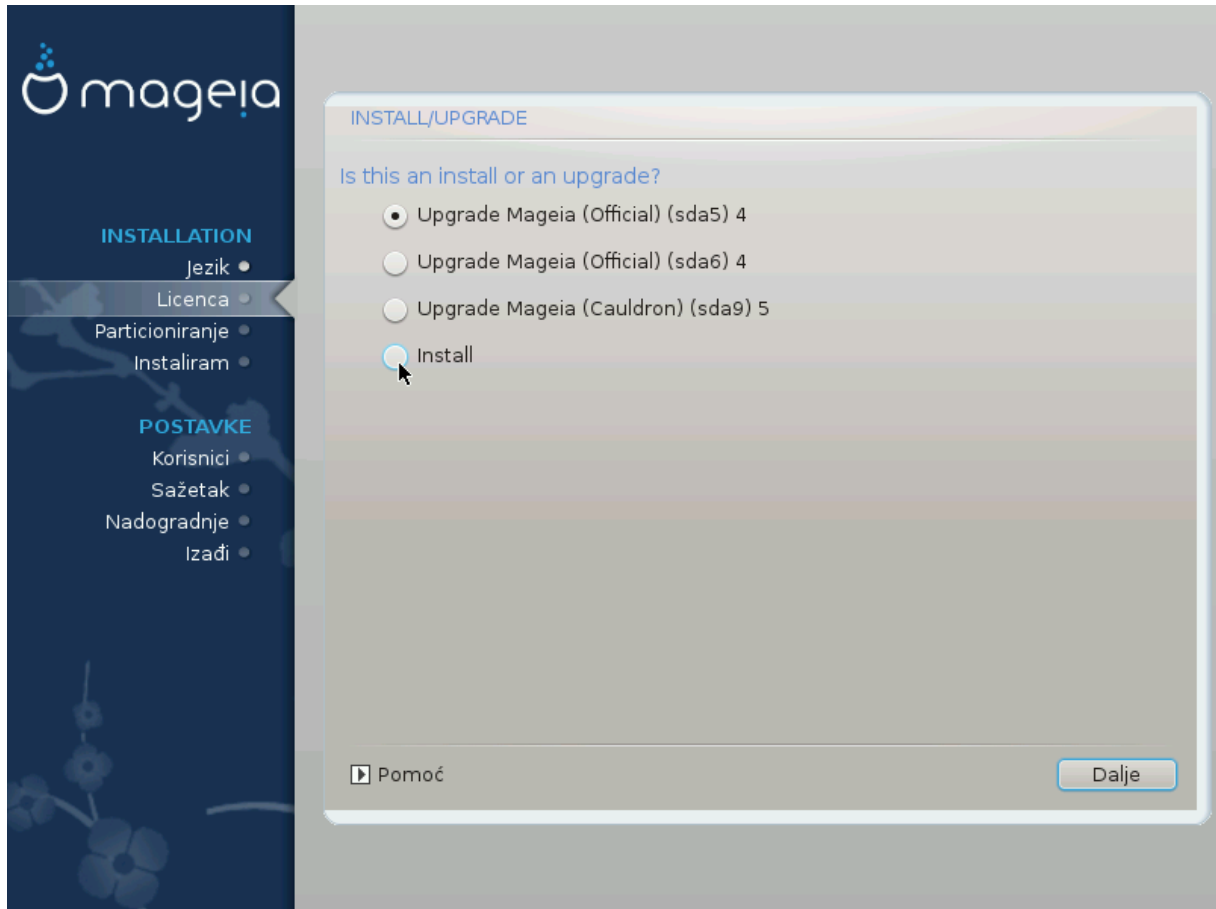 mageia
INSTALLATION
Jezik
Licenca
Particioniranje
Instaliram
POSTAVKE
Korisnici
Sažetak
Nadogradnje
Izađi
INSTALL/UPGRADE
Is this an install or an upgrade?
Upgrade Mageia (Official) (sda5) 4
Upgrade Mageia (Official) (sda6) 4
Upgrade Mageia (Cauldron) (sda9) 5
Install
Pomoć
Dalje